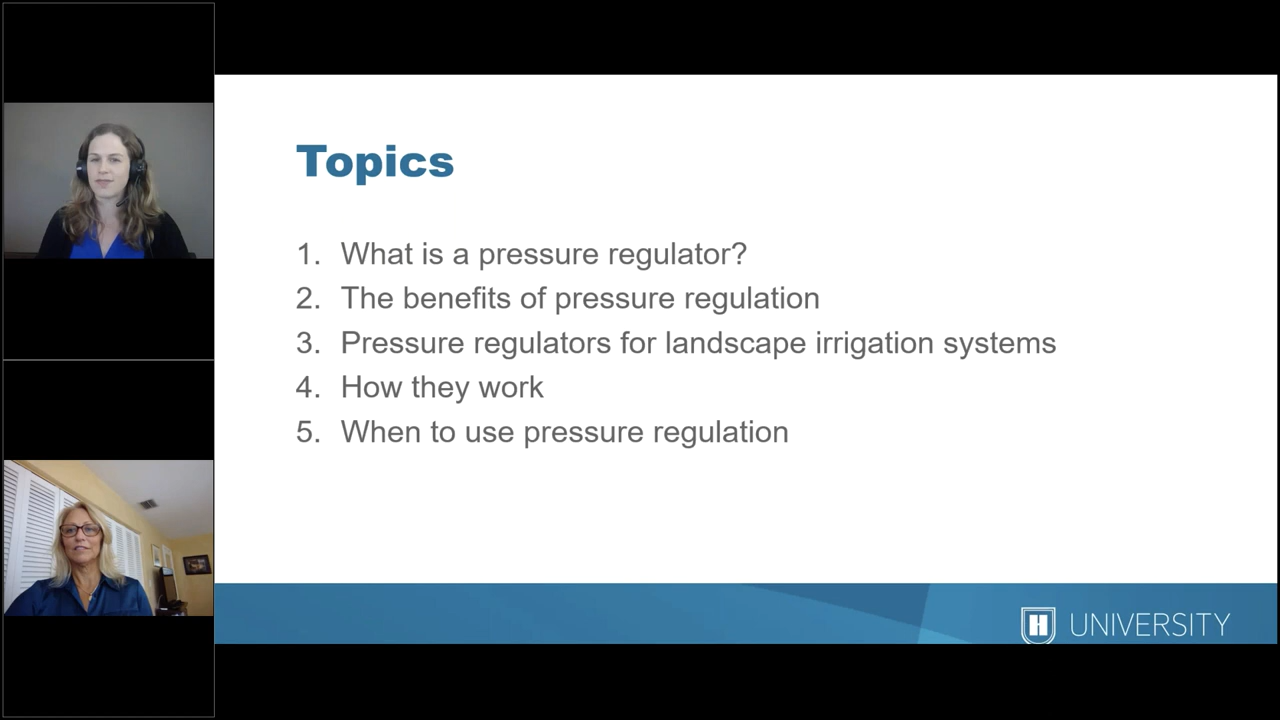 Topics
1. What is a pressure regulator?
2. The benefits of pressure regulation
3. Pressure regulators for landscape irrigation systems
4. How they work
5. When to use pressure regulation
H UNIVERSITY